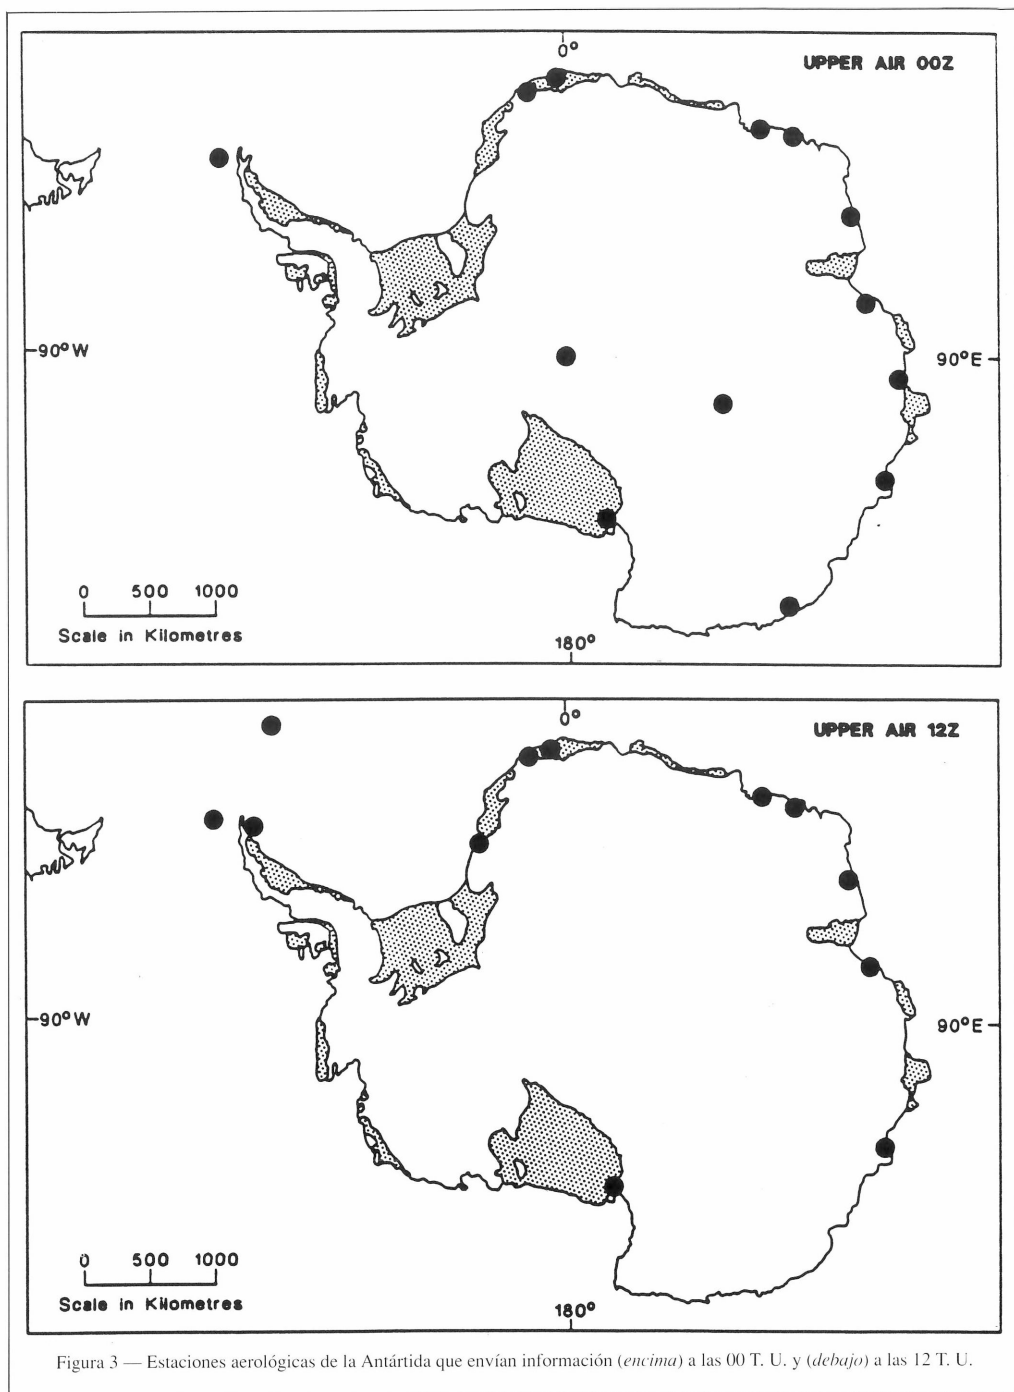 0°
UPPER AIR 00Z
90°W
90°E
0 500 1000
Scale in Kilometres
180°
0°
UPPER AIR 12Z
90°W
90°E
0 500 1000
Scale in Kilometres
180°
Figura 3 — Estaciones aerológicas de la Antártida que envían información (encima) a las 00 T. U. y (debajo) a las 12 T. U.